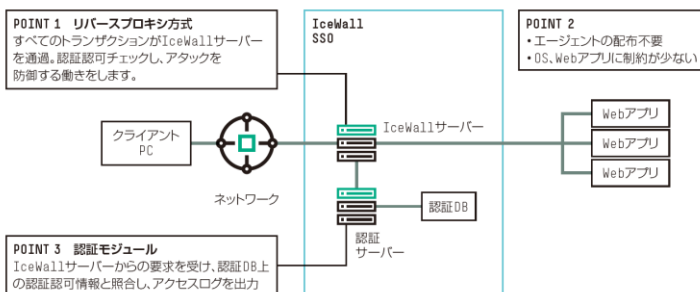 POINT 1 リバースプロキシ方式
すべてのトランザクションがIceWallサーバー
を通過。認証認可チェックし、アタックを
防御する働きをします。
IceWall
SSO
POINT 2
・エージェントの配布不要
・OS、Webアプリに制約が少ない
クライアント
PC
ネットワーク
IceWallサーバー
Webアプリ
Webアプリ
Webアプリ
認証DB
認証
サーバー
POINT 3 認証モジュール
IceWallサーバーからの要求を受け、認証DB上
の認証認可情報と照合し、アクセスログを出力